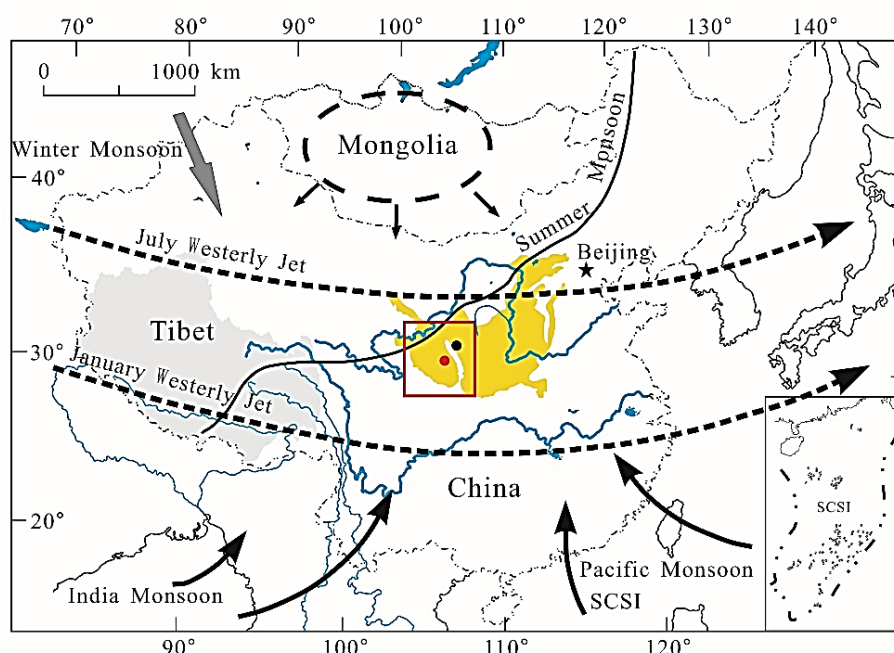 70° 80° 90° 100° 110° 120° 130° 140°
0 1000 km
Winter Monsoon
Mongolia
Summer Monsoon
40°
July Westerly Jet
Beijing
Tibet
30°
January Westerly Jet
China
SCSI
20°
India Monsoon
Pacific Monsoon
SCSI
90° 100° 110° 120°